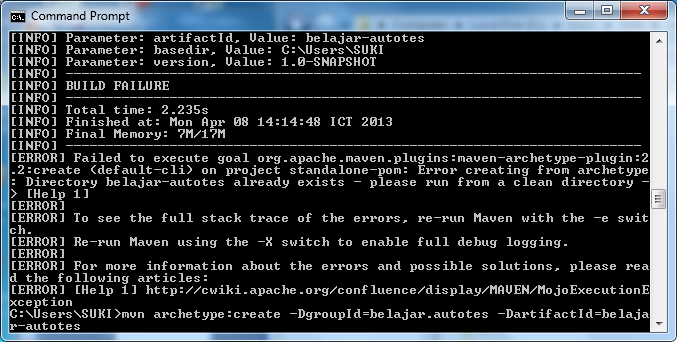 Command Prompt
[INFO] Parameter: artifactId, Value: belajar-autotes
[INFO] Parameter: basedir, Value: C:\Users\SUKI
[INFO] Parameter: version, Value: 1.0-SNAPSHOT
[INFO] ------------------------------------------------------------------------
[INFO] BUILD FAILURE
[INFO] ------------------------------------------------------------------------
[INFO] Total time: 2.235s
[INFO] Finished at: Mon Apr 08 14:14:48 ICT 2013
[INFO] Final Memory: 7M/17M
[INFO] ------------------------------------------------------------------------
[ERROR] Failed to execute goal org.apache.maven.plugins:maven-archetype-plugin:2
.2:create (default-cli) on project standalone-pom: Error creating from archetype
: Directory belajar-autotes already exists - please run from a clean directory -
> [Help 1]
[ERROR]
[ERROR] To see the full stack trace of the errors, re-run Maven with the -e swit
ch.
[ERROR] Re-run Maven using the -X switch to enable full debug logging.
[ERROR]
[ERROR] For more information about the errors and possible solutions, please rea
d the following articles:
[ERROR] [Help 1] http://cwiki.apache.org/confluence/display/MAVEN/MojoExecutionE
xception
C:\Users\SUKI>mvn archetype:create -DgroupId=belajar.autotes -DartifactId=belaja
r-autotes